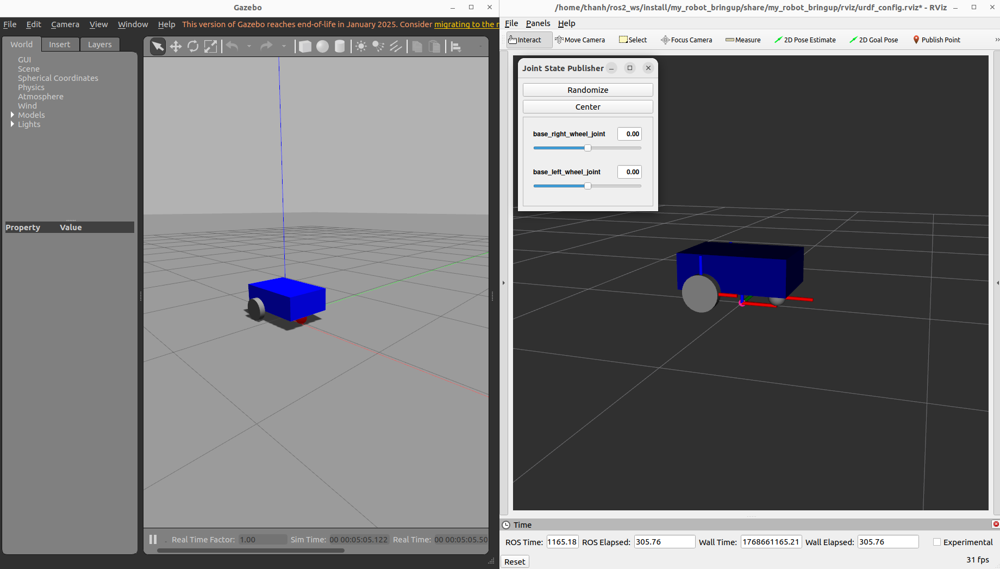 Gazebo
File Edit Camera View Window Help This version of Gazebo reaches end-of-life in January 2025. Consider migrating to the r
World Insert Layers
GUI
Scene
Spherical Coordinates
Physics
Atmosphere
Wind
Models
Lights
Property Value
Real Time Factor: 1.00 Sim Time: 00 00:05:05.122 Real Time: 00 00:05:05.50
/home/thanh/ros2_ws/install/my_robot_bringup/share/my_robot_bringup/rviz/urdf_config.rviz* - RViz
File Panels Help
Interact Move Camera Select Focus Camera Measure 2D Pose Estimate 2D Goal Pose Publish Point
Joint State Publisher
Randomize
Center
base_right_wheel_joint 0.00
base_left_wheel_joint 0.00
Time
ROS Time: 1165.18 ROS Elapsed: 305.76 Wall Time: 1768661165.21 Wall Elapsed: 305.76 Experimental
Reset 31 fps